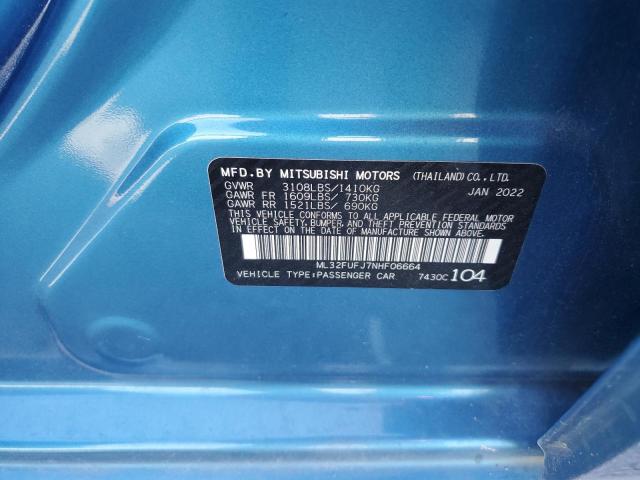 MFD.BY MITSUBISHI MOTORS (THAILAND) CO., LTD.
GVWR 3108LBS/1410KG JAN 2022
GAWR FR 1609LBS/ 730KG
GAWR RR 1521LBS/ 690KG
THIS VEHICLE CONFORMS TO ALL APPLICABLE FEDERAL MOTOR
VEHICLE SAFETY, BUMPER AND THEFT PREVENTION STANDARDS
IN EFFECT ON THE DATE OF MANUFACTURE SHOWN ABOVE.
ML32FUFJ7NHF06664
VEHICLE TYPE:PASSENGER CAR 7430C 104